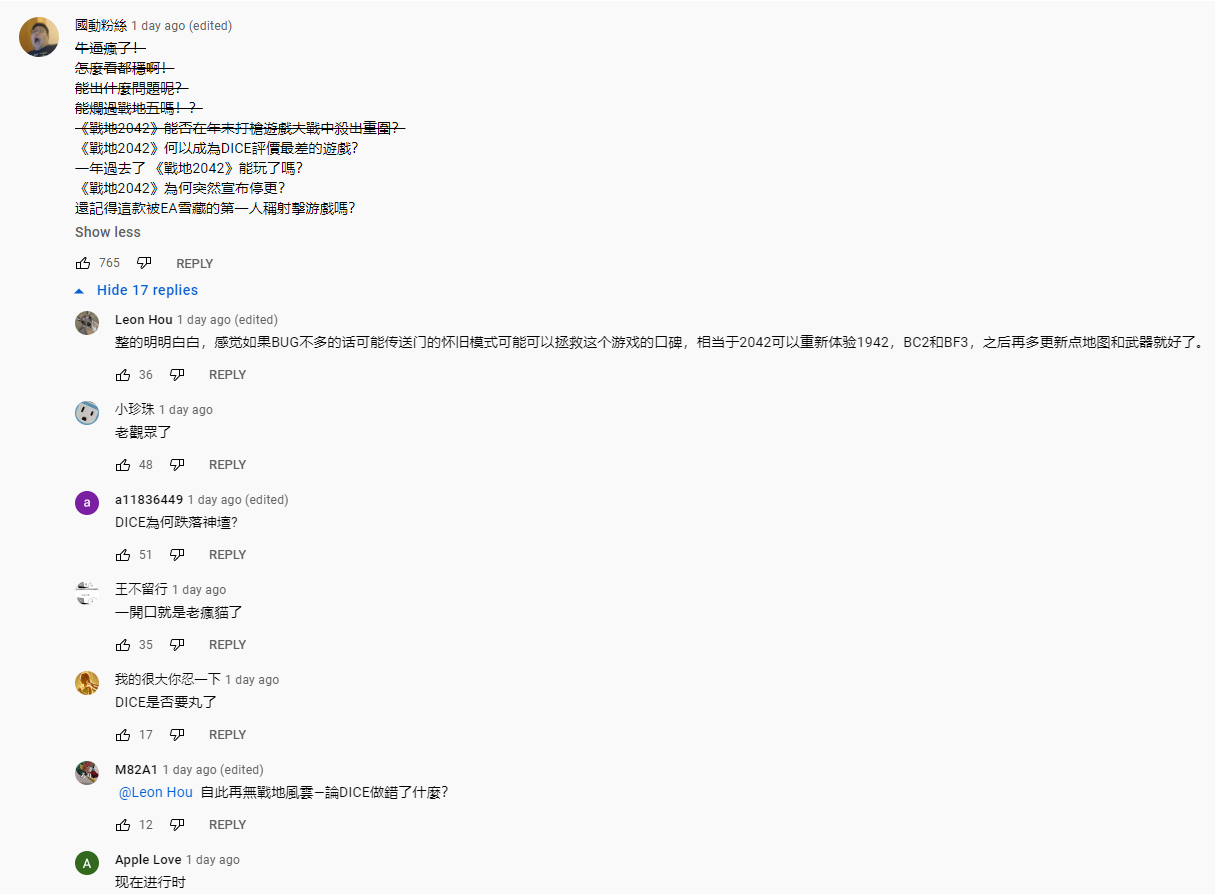 國動粉絲 1 day ago (edited)
牛逼瘋了!
怎麼看都穩啊!
能出什麼問題呢?
能爛過戰地五嗎!?
《戰地2042》能否在年末打槍遊戲大戰中殺出重圍?
《戰地2042》何以成為DICE評價最差的遊戲?
一年過去了 《戰地2042》能玩了嗎?
《戰地2042》為何突然宣布停更?
還記得這款被EA雪藏的第一人稱射擊游戲嗎?
Show less
765 REPLY
Hide 17 replies
Leon Hou 1 day ago (edited)
整的明明白白，感觉如果BUG不多的话可能传送门的怀旧模式可能可以拯救这个游戏的口碑，相当于2042可以重新体验1942，BC2和BF3，之后再多更新点地图和武器就好了。
36 REPLY
小珍珠 1 day ago
老觀眾了
48 REPLY
a
a11836449 1 day ago (edited)
DICE為何跌落神壇?
51 REPLY
王不留行 1 day ago
一開口就是老瘋貓了
35 REPLY
我的很大你忍一下 1 day ago
DICE是否要丸了
17 REPLY
M82A1 1 day ago (edited)
@Leon Hou 自此再無戰地風雲–論DICE做錯了什麼?
12 REPLY
A
Apple Love 1 day ago
现在进行时